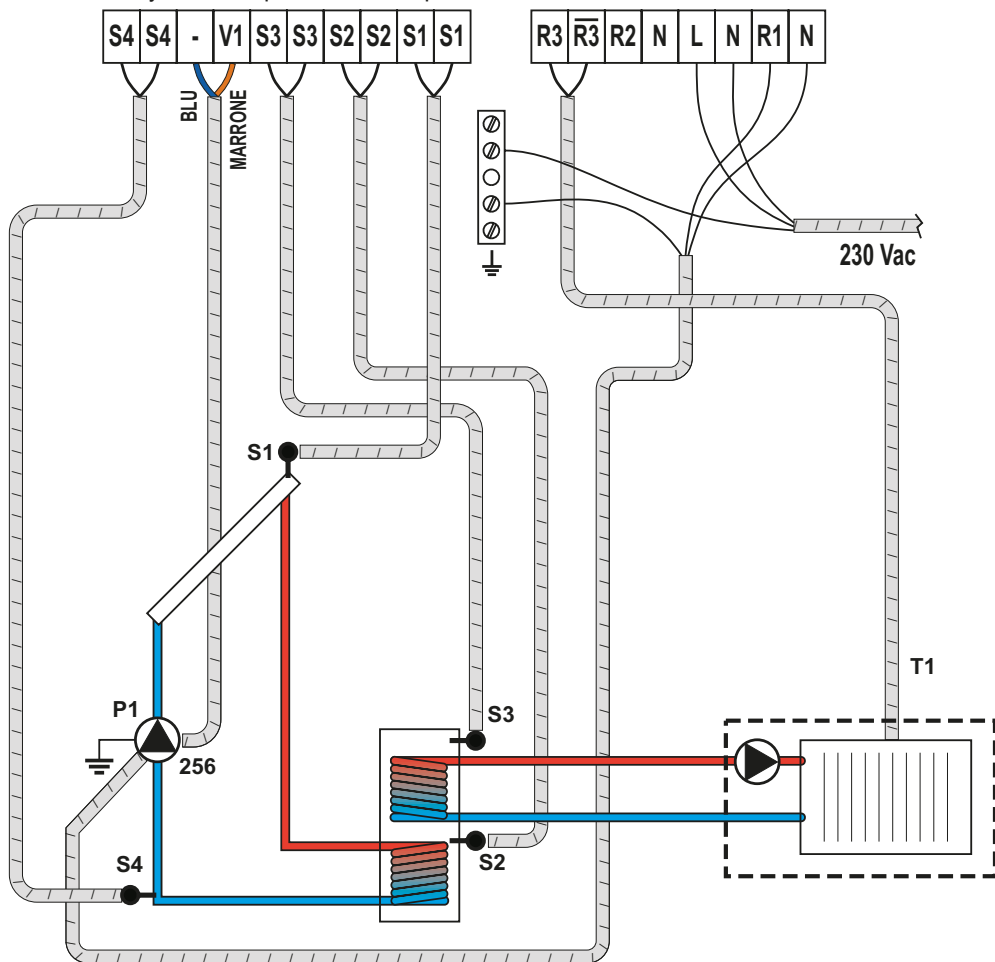 S4 S4 - V1 S3 S3 S2 S2 S1 S1
R3 R3̅ R2 N L N R1 N
BLU
MARRONE
230 Vac
S1
T1
P1
S3
256
S2
S4